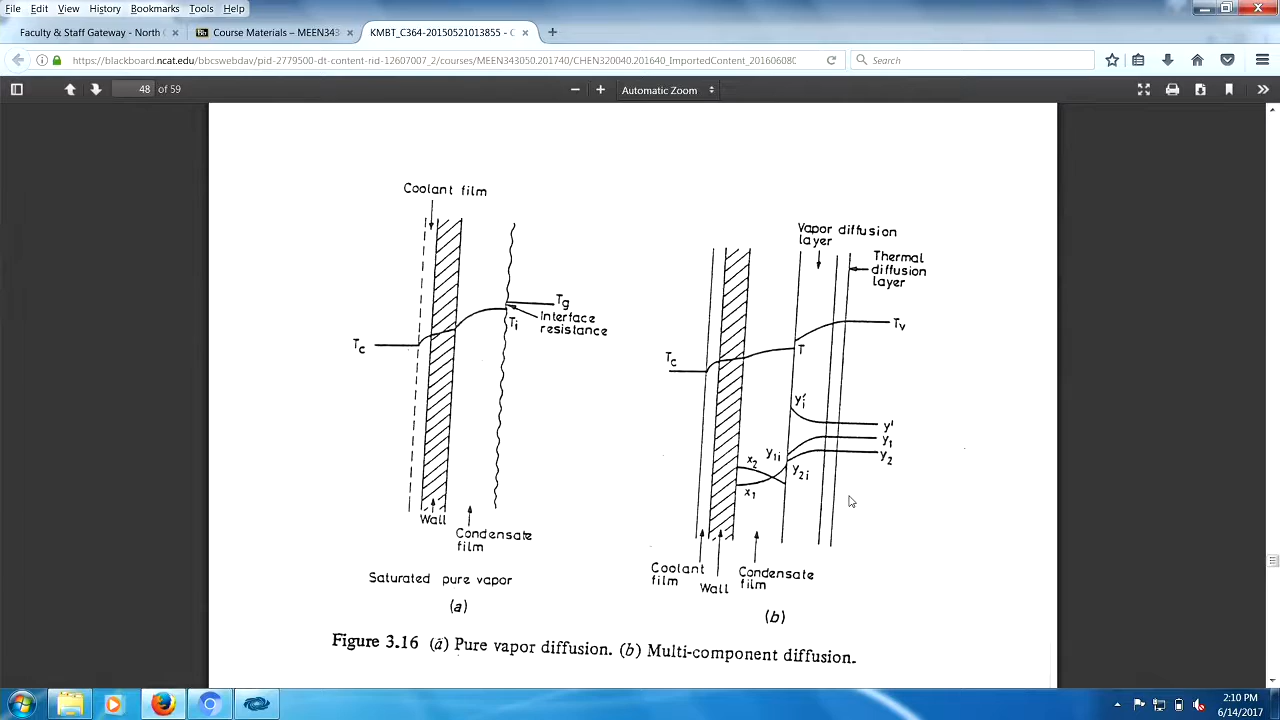 File Edit View History Bookmarks Tools Help
Faculty & Staff Gateway - North
Course Materials – MEEN343
KMBT_C364-20150521013855 -
https://blackboard.ncat.edu/bbcswebdav/pid-2779500-dt-content-rid-12607007_2/courses/MEEN343050.201740/CHEN320040.201640_ImportedContent_201606080
Search
48 of 59
Automatic Zoom
Coolant film
Tg
Interface
resistance
Ti
Tc
Wall
Condensate
film
Saturated pure vapor
(a)
Vapor diffusion
layer
Thermal
diffusion
layer
Tv
T
Tc
y'i
y'
y1
y2
y1i
y2i
x2
x1
Coolant
film
Wall
Condensate
film
(b)
Figure 3.16 (a) Pure vapor diffusion. (b) Multi-component diffusion.
2:10 PM
6/14/2017